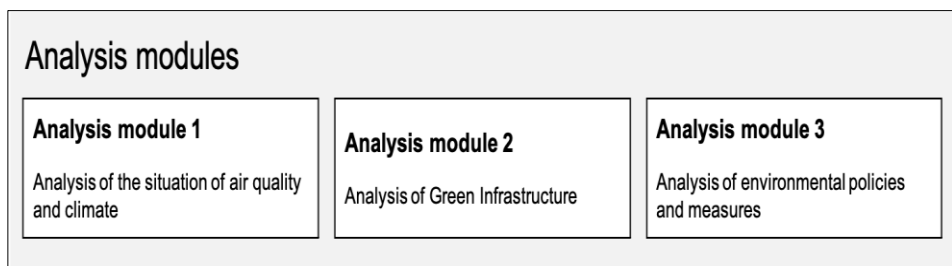 Analysis modules
Analysis module 1
Analysis of the situation of air quality
and climate
Analysis module 2
Analysis of Green Infrastructure
Analysis module 3
Analysis of environmental policies
and measures